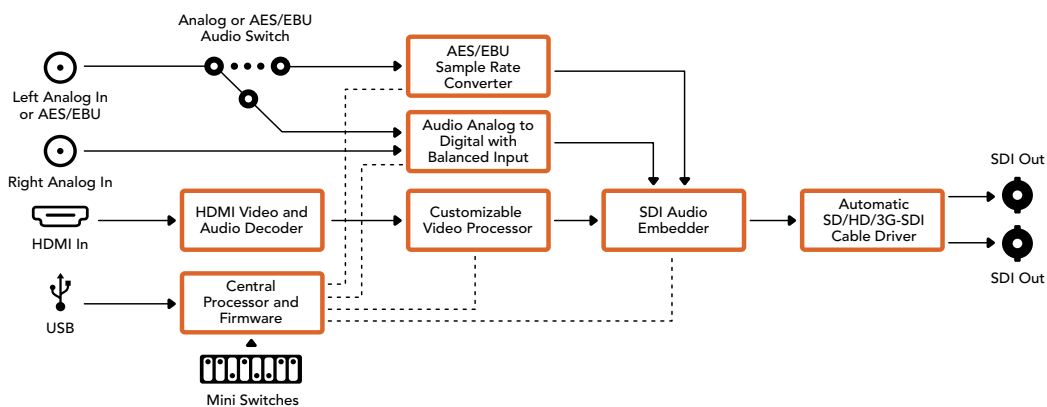 Analog or AES/EBU
Audio Switch
Left Analog In
or AES/EBU
AES/EBU
Sample Rate
Converter
Right Analog In
Audio Analog to
Digital with
Balanced Input
HDMI In
HDMI Video and
Audio Decoder
Customizable
Video Processor
SDI Audio
Embedder
Automatic
SD/HD/3G-SDI
Cable Driver
SDI Out
SDI Out
USB
Central
Processor and
Firmware
Mini Switches